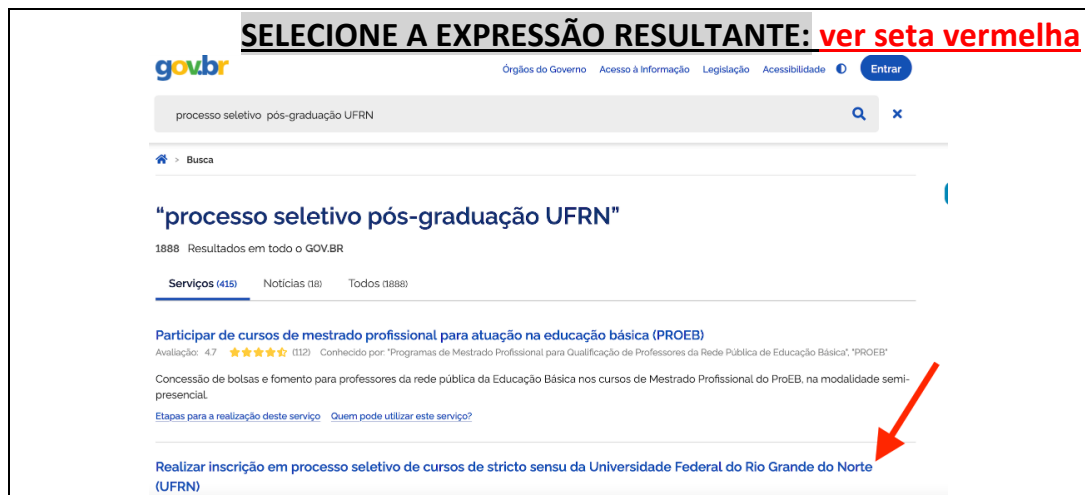 SELECIONE A EXPRESSÃO RESULTANTE: ver seta vermelha
gov.br Órgãos do Governo Acesso à Informação Legislação Acessibilidade Entrar
processo seletivo pós-graduação UFRN
> Busca
“processo seletivo pós-graduação UFRN”
1888 Resultados em todo o GOV.BR
Serviços (415) Notícias (18) Todos (1888)
Participar de cursos de mestrado profissional para atuação na educação básica (PROEB)
Avaliação: 4.7 (112) Conhecido por: "Programas de Mestrado Profissional para Qualificação de Professores da Rede Pública de Educação Básica", "PROEB"
Concessão de bolsas e fomento para professores da rede pública da Educação Básica nos cursos de Mestrado Profissional do ProEB, na modalidade semi-
presencial.
Etapas para a realização deste serviço Quem pode utilizar este serviço?
Realizar inscrição em processo seletivo de cursos de stricto sensu da Universidade Federal do Rio Grande do Norte
(UFRN)